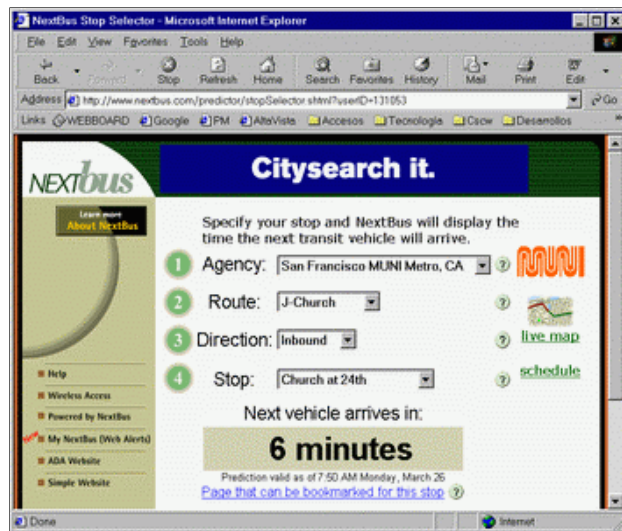 NextBus Stop Selector - Microsoft Internet Explorer
File Edit View Favorites Tools Help
Back Forward Stop Refresh Home Search Favorites History Mail Print Edit
Address http://www.nextbus.com/predictor/stopSelector.shtml?userID=131053 Go
Links WEBBOARD Google PM AltaVista Accesos Tecnologia Cscw Desarrollos »
NEXTbus
Citysearch it.
Learn more
About NextBus
Specify your stop and NextBus will display the
time the next transit vehicle will arrive.
1 Agency: San Francisco MUNI Metro, CA ? MUNI
2 Route: J-Church ?
3 Direction: Inbound ? live map
4 Stop: Church at 24th ? schedule
Help
Wireless Access
Powered by NextBus
NEW My NextBus (Web Alerts)
ADA Website
Simple Website
Next vehicle arrives in:
6 minutes
Prediction valid as of 7:50 AM Monday, March 26
Page that can be bookmarked for this stop ?
Done Internet